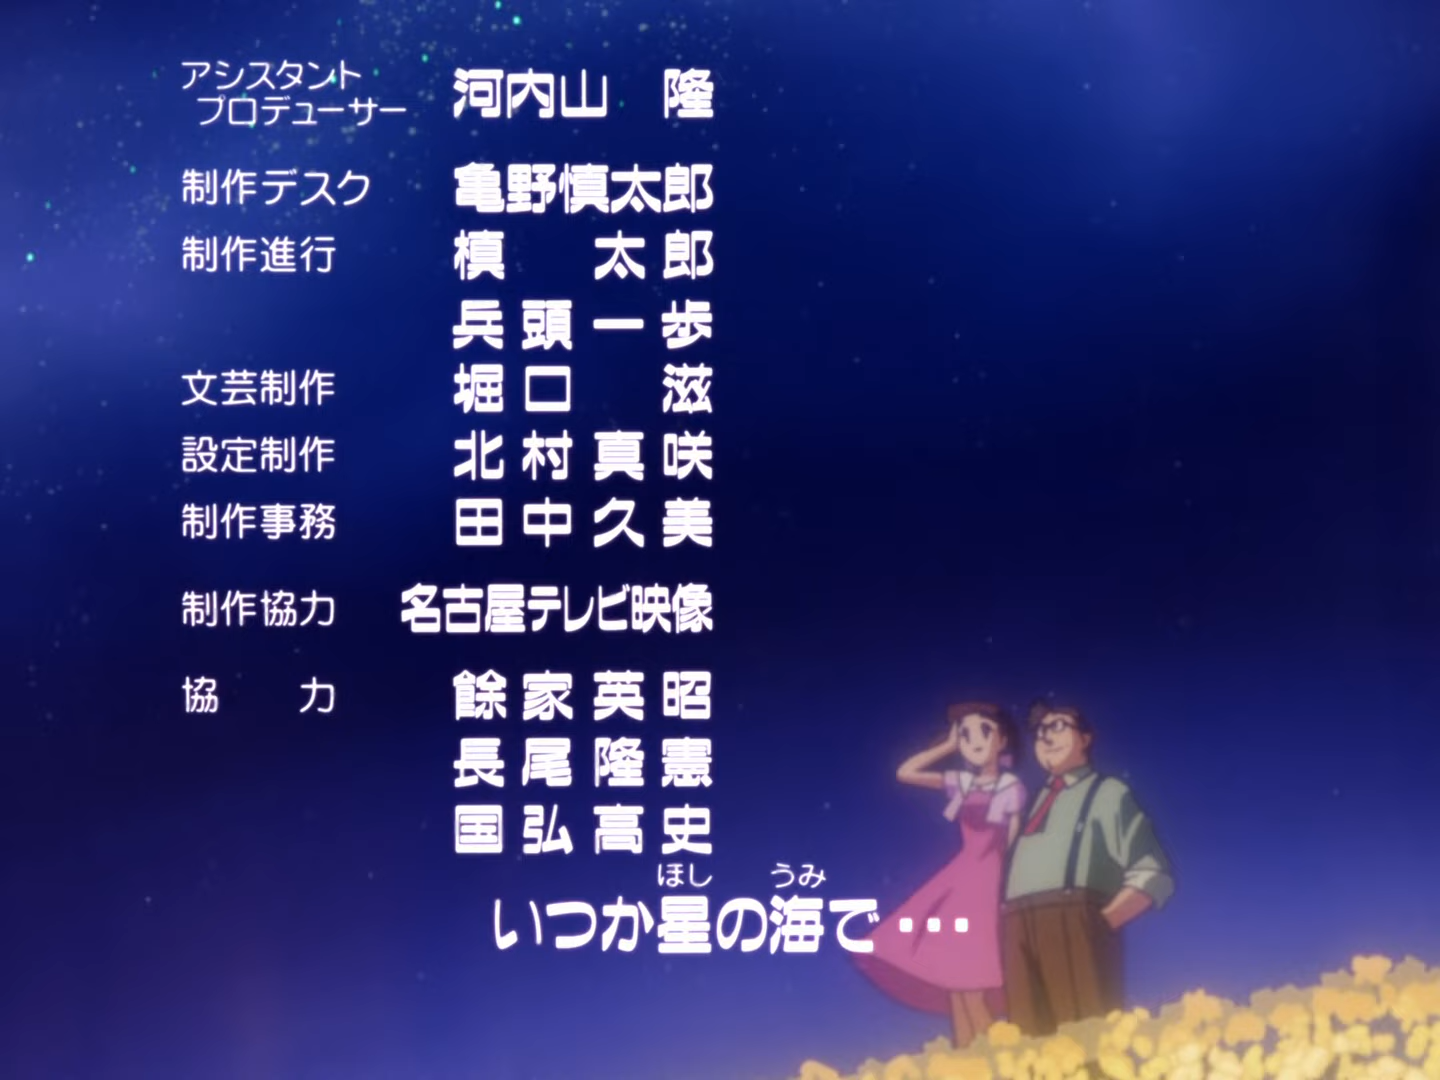 アシスタント
プロデューサー 河内山 隆
制作デスク 亀野慎太郎
制作進行 槙 太郎
兵頭一歩
文芸制作 堀口 滋
設定制作 北村真咲
制作事務 田中久美
制作協力 名古屋テレビ映像
協 力 餘家英昭
長尾隆憲
国弘高史
ほし うみ
いつか星の海で・・・